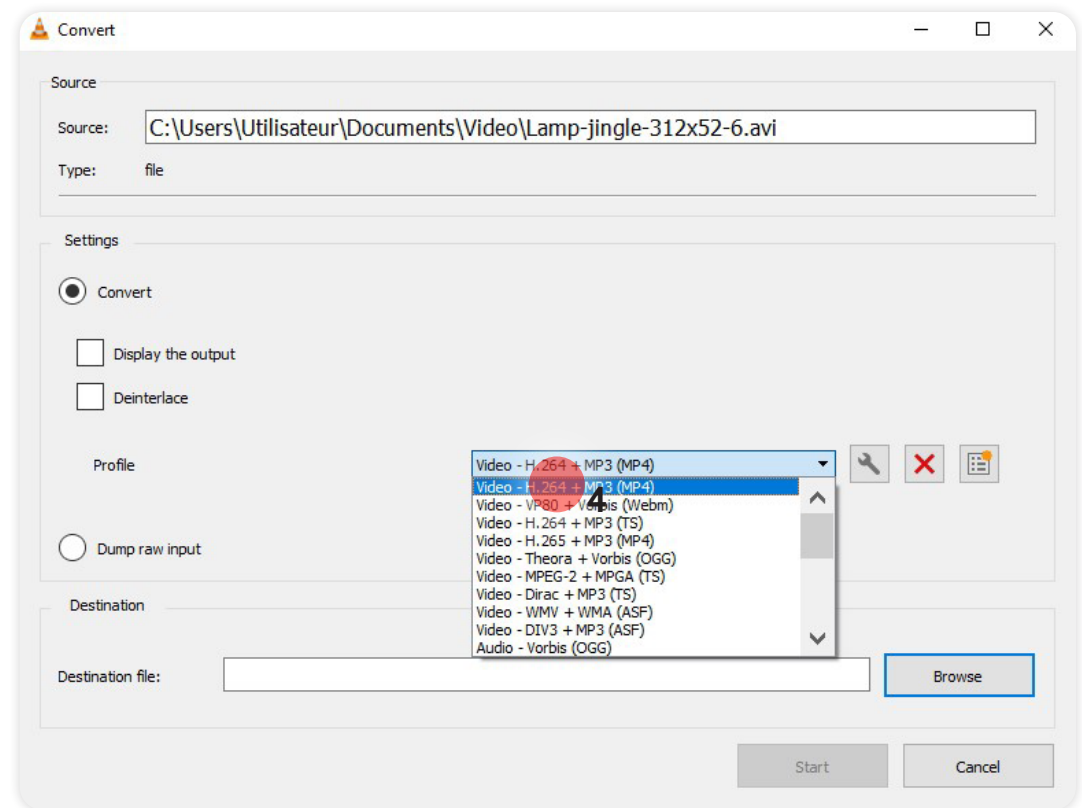 Convert
Source
Source: C:\Users\Utilisateur\Documents\Video\Lamp-jingle-312x52-6.avi
Type: file
Settings
Convert
Display the output
Deinterlace
Profile Video - H.264 + MP3 (MP4)
Video - H.264 + MP3 (MP4)
4
Video - VP80 + Vorbis (Webm)
Video - H.264 + MP3 (TS)
Video - H.265 + MP3 (MP4)
Dump raw input
Video - Theora + Vorbis (OGG)
Video - MPEG-2 + MPGA (TS)
Video - Dirac + MP3 (TS)
Video - WMV + WMA (ASF)
Video - DIV3 + MP3 (ASF)
Audio - Vorbis (OGG)
Destination
Destination file: Browse
Start Cancel